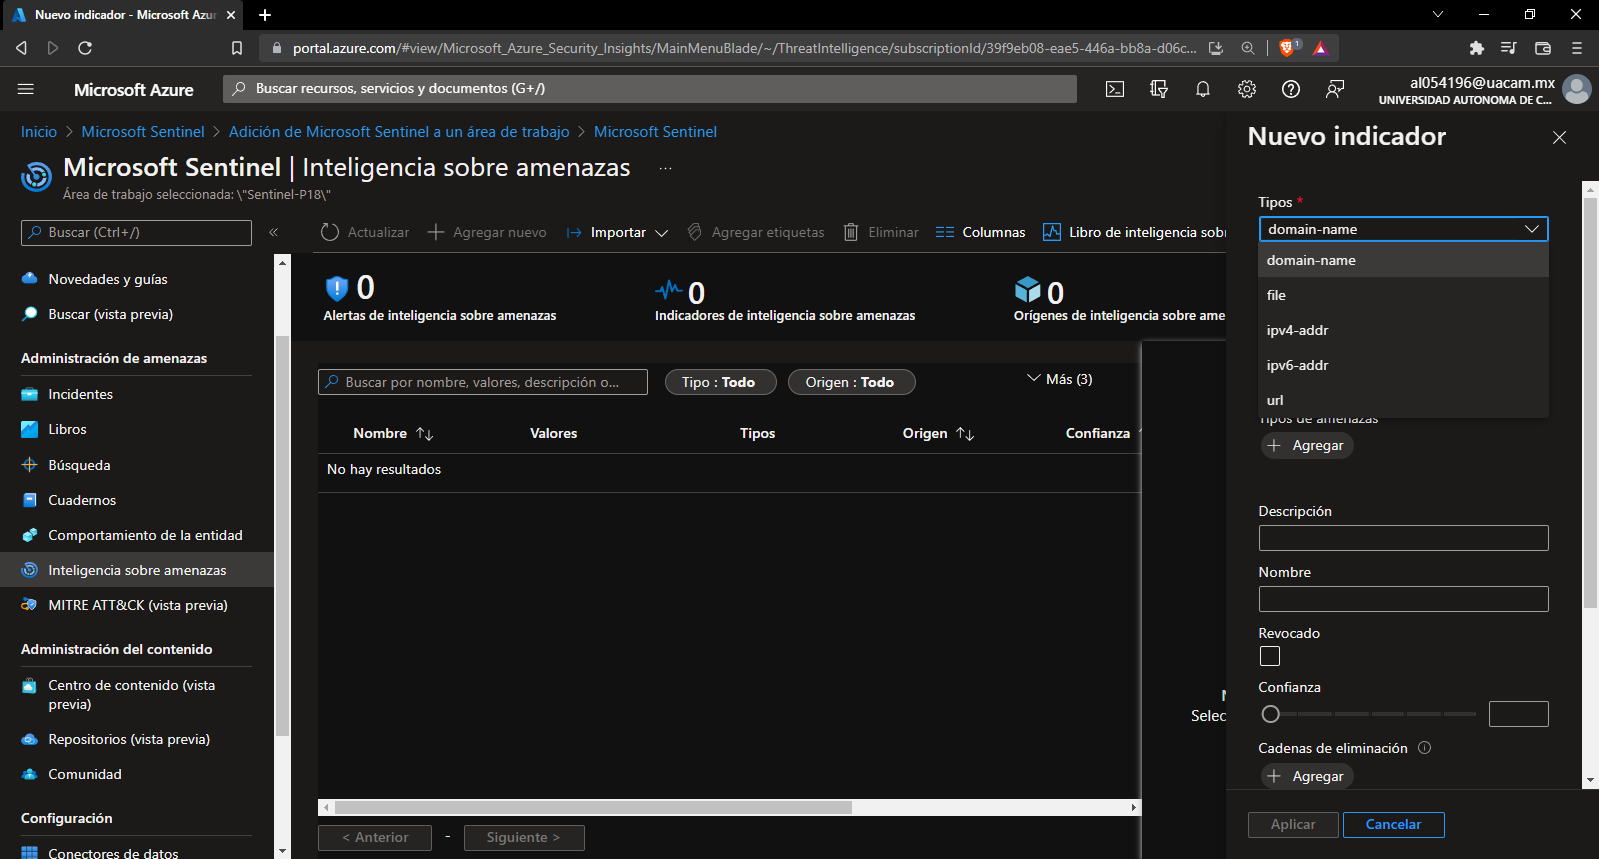 Nuevo indicador - Microsoft Azur
portal.azure.com/#view/Microsoft_Azure_Security_Insights/MainMenuBlade/~/ThreatIntelligence/subscriptionId/39f9eb08-eae5-446a-bb8a-d06c...
1
Microsoft Azure
Buscar recursos, servicios y documentos (G+/)
al054196@uacam.mx
UNIVERSIDAD AUTONOMA DE C...
Inicio > Microsoft Sentinel > Adición de Microsoft Sentinel a un área de trabajo > Microsoft Sentinel
Microsoft Sentinel | Inteligencia sobre amenazas ...
Área de trabajo seleccionada: \"Sentinel-P18\"
Buscar (Ctrl+/)
«
Novedades y guías
Buscar (vista previa)
Administración de amenazas
Incidentes
Libros
Búsqueda
Cuadernos
Comportamiento de la entidad
Inteligencia sobre amenazas
MITRE ATT&CK (vista previa)
Administración del contenido
Centro de contenido (vista
previa)
Repositorios (vista previa)
Comunidad
Configuración
Conectores de datos
Actualizar
Agregar nuevo
Importar
Agregar etiquetas
Eliminar
Columnas
Libro de inteligencia sobr
0
Alertas de inteligencia sobre amenazas
0
Indicadores de inteligencia sobre amenazas
0
Orígenes de inteligencia sobre ame
Buscar por nombre, valores, descripción o...
Tipo : Todo
Origen : Todo
Más (3)
Nombre
Valores
Tipos
Origen
Confianza
No hay resultados
Selec
< Anterior
-
Siguiente >
Nuevo indicador
Tipos *
domain-name
domain-name
file
ipv4-addr
ipv6-addr
url
Tipos de amenazas
Agregar
Descripción
Nombre
Revocado
Confianza
Cadenas de eliminación
Agregar
Aplicar
Cancelar